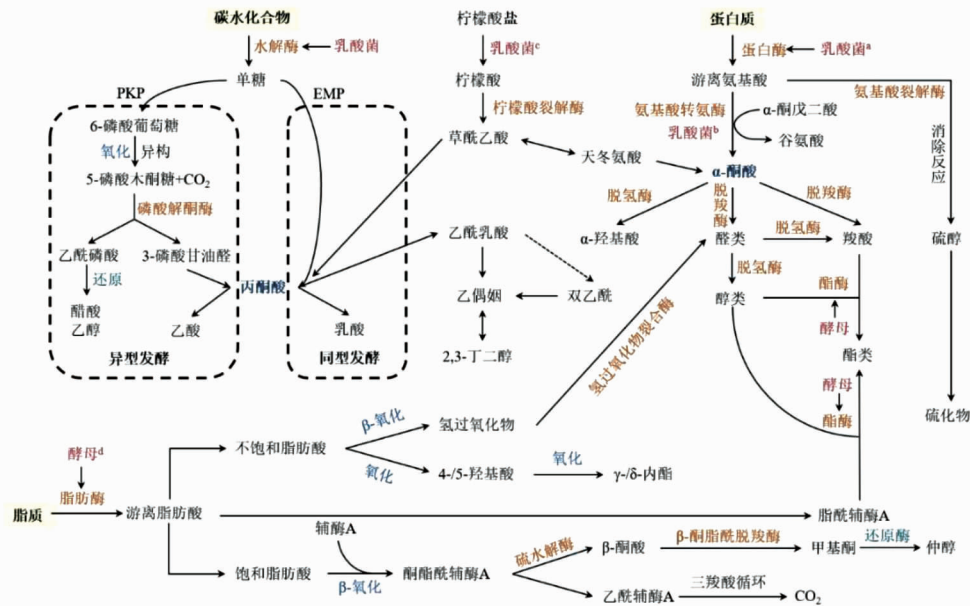 碳水化合物
柠檬酸盐
蛋白质
水解酶
乳酸菌
乳酸菌ᶜ
蛋白酶
乳酸菌ᵃ
PKP
单糖
EMP
柠檬酸
游离氨基酸
柠檬酸裂解酶
氨基酸转氨酶
α-酮戊二酸
氨基酸裂解酶
6-磷酸葡萄糖
乳酸菌ᵇ
谷氨酸
氧化
异构
草酰乙酸
天冬氨酸
消除反应
5-磷酸木酮糖+CO₂
α-酮酸
磷酸解酮酶
脱氢酶
脱羧酶
脱羧酶
乙酰磷酸
3-磷酸甘油醛
乙酰乳酸
α-羟基酸
醛类
脱氢酶
羧酸
硫醇
还原
丙酮酸
脱氢酶
醋酸
乙醇
乙酸
乳酸
乙偶姻
双乙酰
醇类
酯酶
酵母
异型发酵
同型发酵
2,3-丁二醇
氢过氧化物裂合酶
酯类
酵母
酯酶
硫化物
β-氧化
氢过氧化物
不饱和脂肪酸
氧化
4-/5-羟基酸
氧化
γ-/δ-内酯
酵母ᵈ
脂肪酶
脂质
游离脂肪酸
脂酰辅酶A
辅酶A
硫水解酶
β-酮酸
β-酮脂酰脱羧酶
甲基酮
还原酶
仲醇
饱和脂肪酸
β-氧化
酮酯酰辅酶A
乙酰辅酶A
三羧酸循环
CO₂